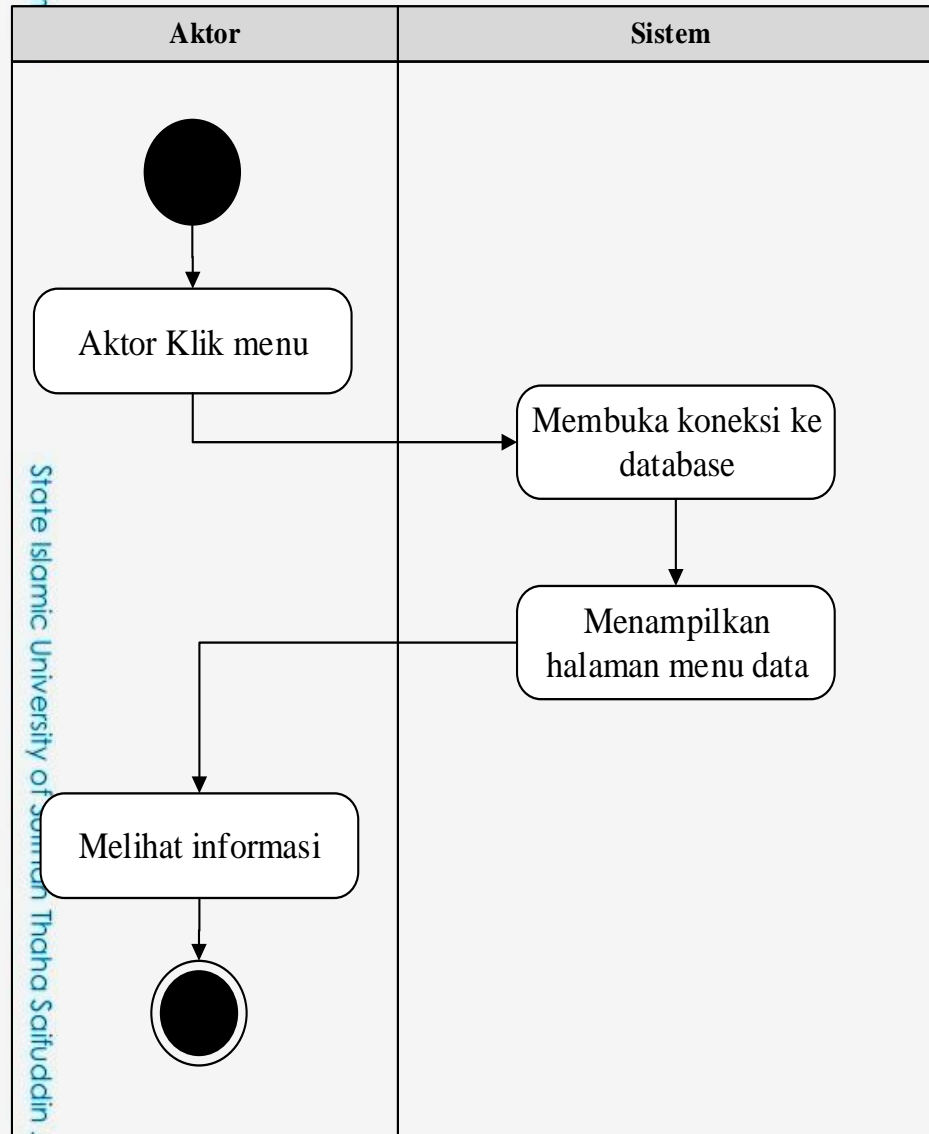 Aktor
Sistem
Aktor Klik menu
Membuka koneksi ke
database
Menampilkan
halaman menu data
Melihat informasi
State Islamic University of Thaha Saifuddin